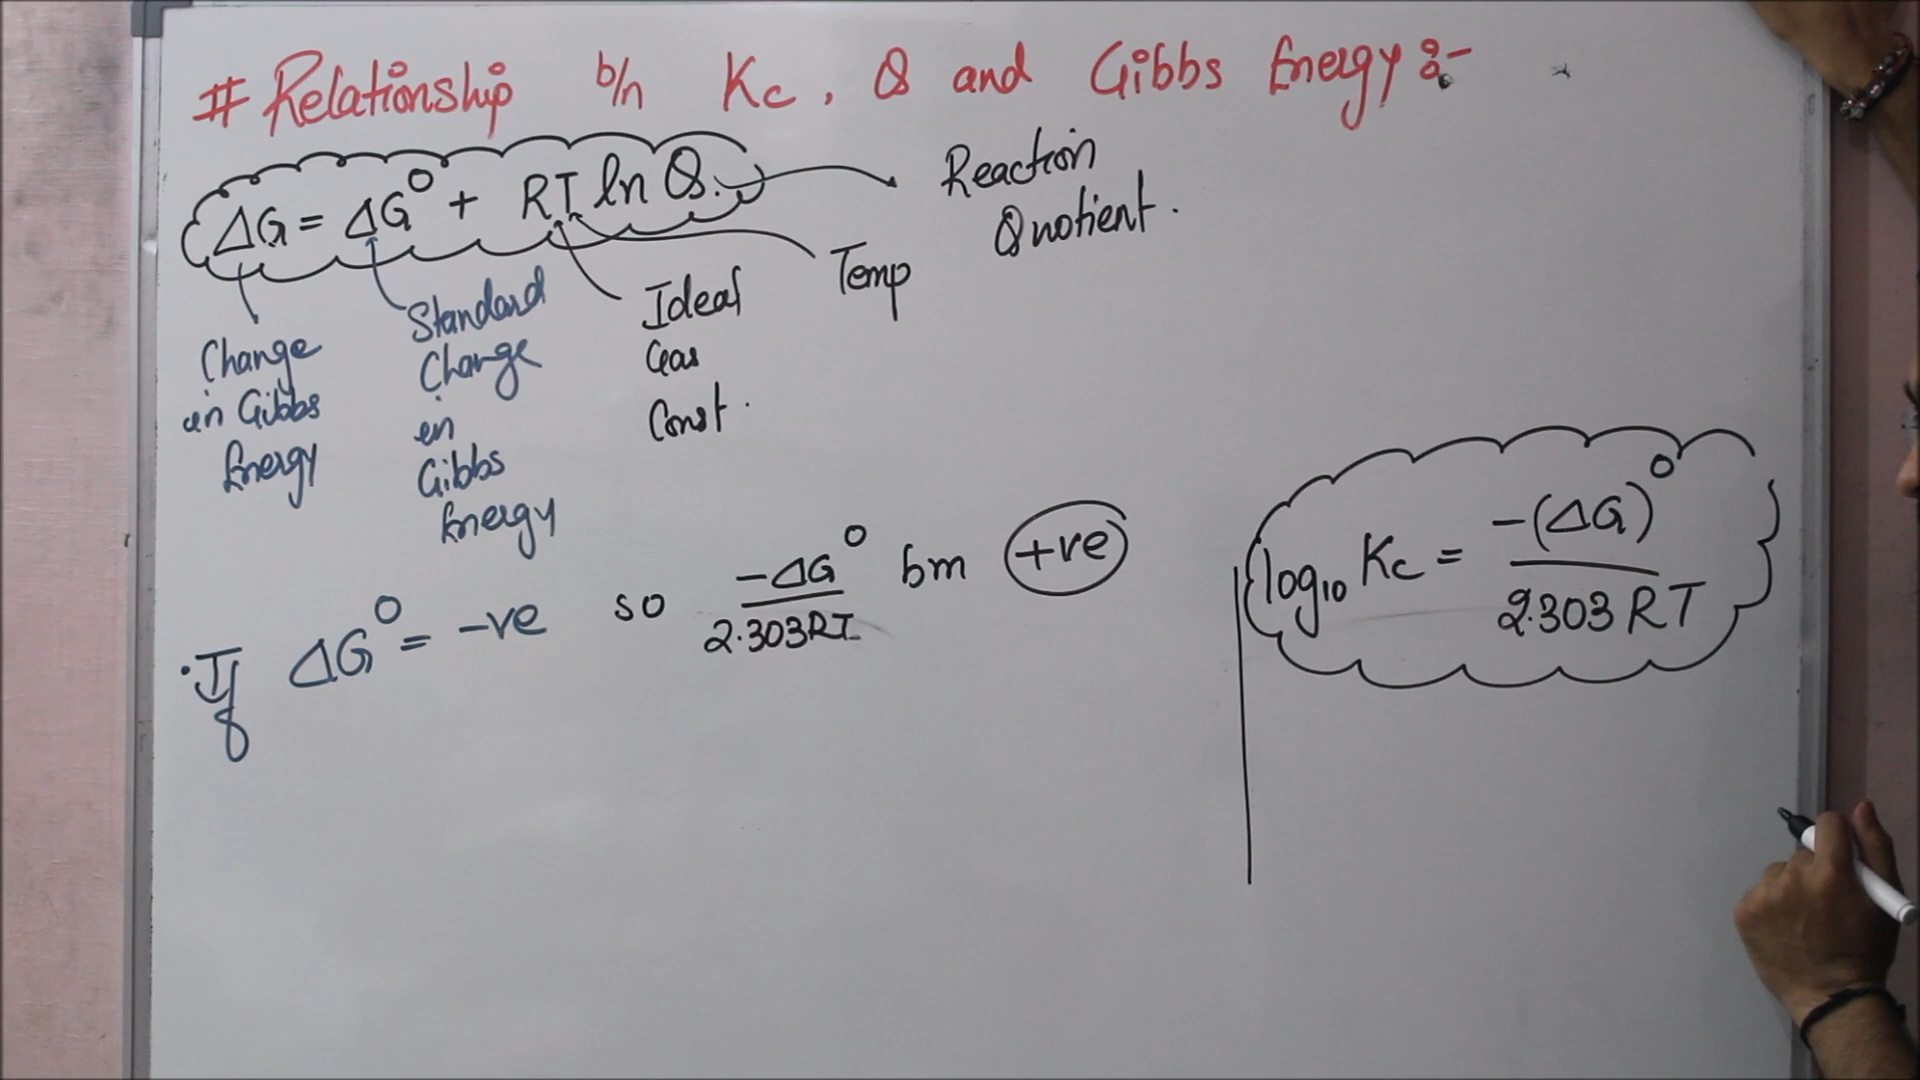 # Relationship b/n Kc, Q and Gibbs Energy :-
ΔG = ΔG° + RT ln Q.
Reaction
Quotient.
Temp
Ideal
Gas
Const.
Standard
Change
in
Gibbs
Energy
Change
in Gibbs
Energy
• If ΔG° = -ve so -ΔG° / 2.303RT bm +ve
log10 Kc = -(ΔG)° / 2.303 RT